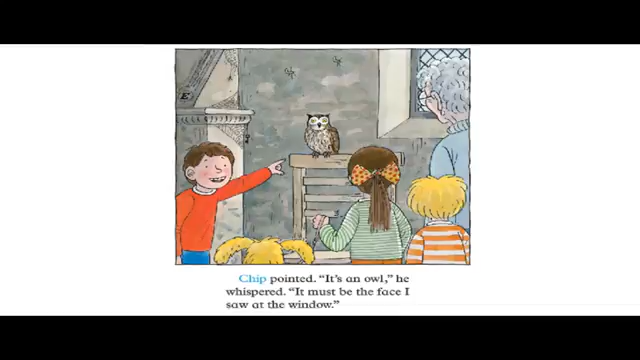 Chip pointed. “It's an owl,” he
whispered. “It must be the face I
saw at the window.”